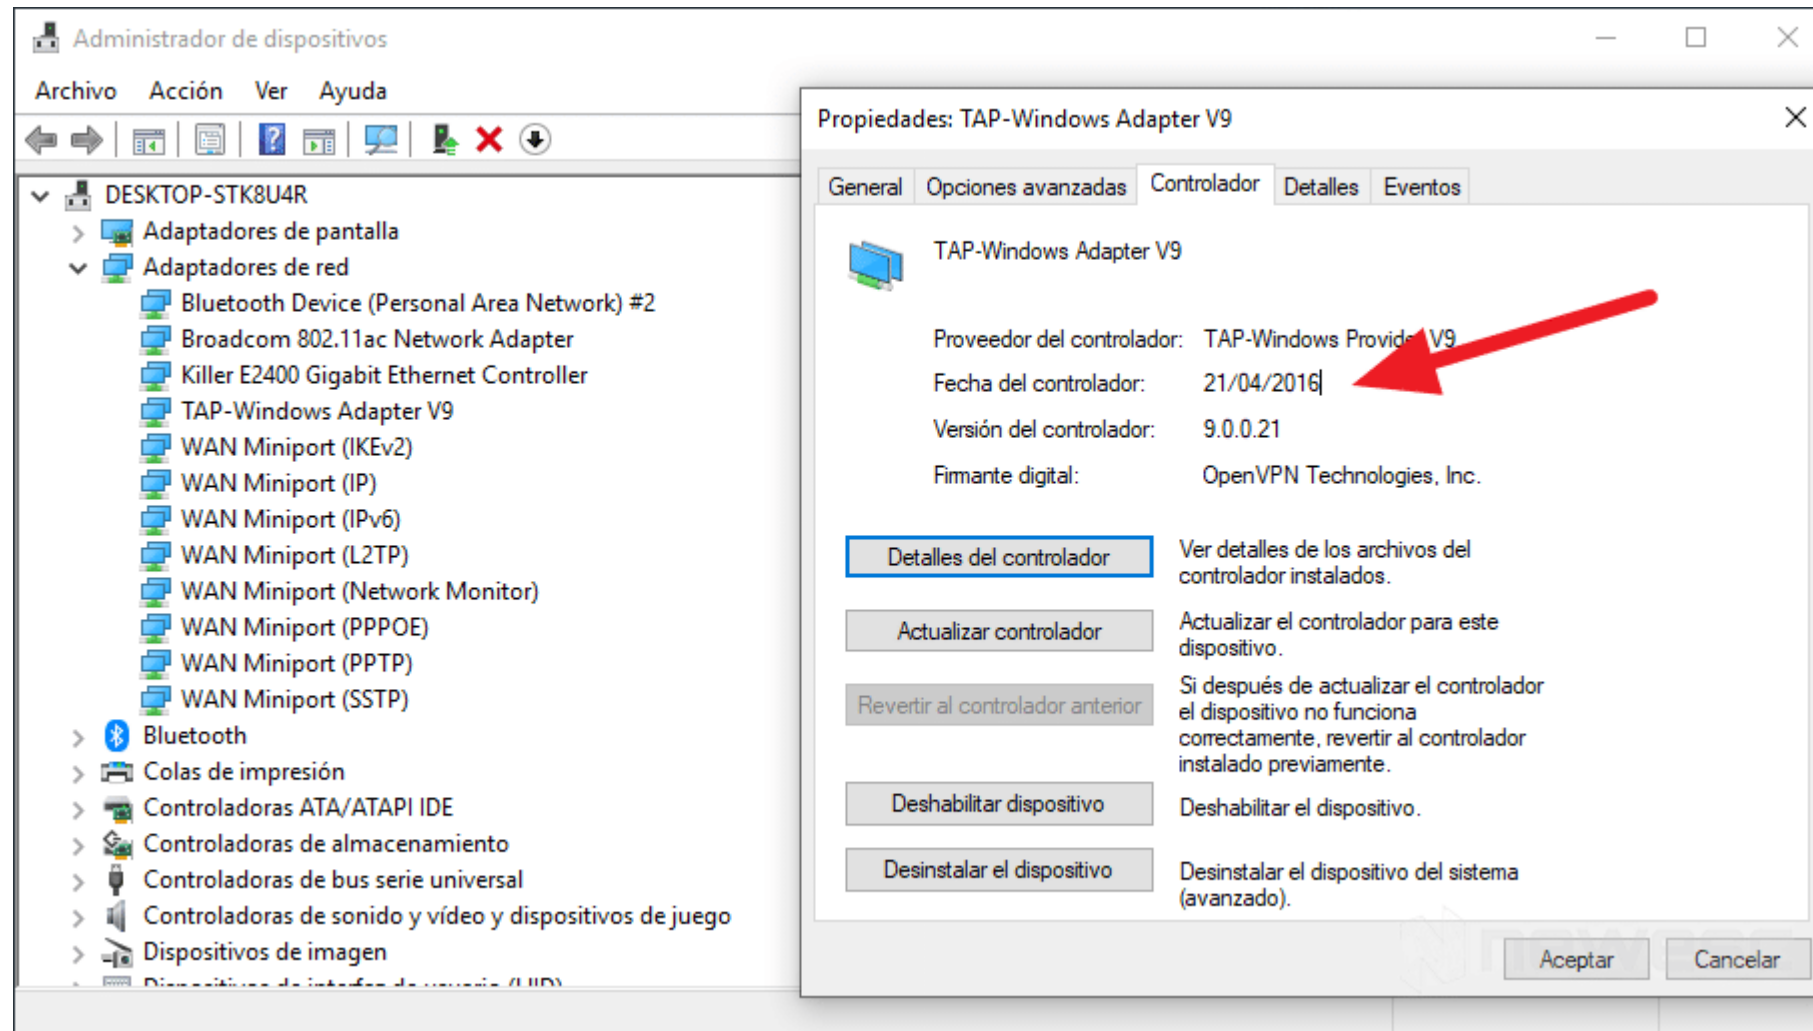 Administrador de dispositivos
Archivo Acción Ver Ayuda
DESKTOP-STK8U4R
Adaptadores de pantalla
Adaptadores de red
Bluetooth Device (Personal Area Network) #2
Broadcom 802.11ac Network Adapter
Killer E2400 Gigabit Ethernet Controller
TAP-Windows Adapter V9
WAN Miniport (IKEv2)
WAN Miniport (IP)
WAN Miniport (IPv6)
WAN Miniport (L2TP)
WAN Miniport (Network Monitor)
WAN Miniport (PPPOE)
WAN Miniport (PPTP)
WAN Miniport (SSTP)
Bluetooth
Colas de impresión
Controladoras ATA/ATAPI IDE
Controladoras de almacenamiento
Controladoras de bus serie universal
Controladoras de sonido y vídeo y dispositivos de juego
Dispositivos de imagen
Dispositivos de interfaz de usuario (HID)
Propiedades: TAP-Windows Adapter V9
General Opciones avanzadas Controlador Detalles Eventos
TAP-Windows Adapter V9
Proveedor del controlador: TAP-Windows Provider V9
Fecha del controlador: 21/04/2016
Versión del controlador: 9.0.0.21
Firmante digital: OpenVPN Technologies, Inc.
Detalles del controlador
Ver detalles de los archivos del
controlador instalados.
Actualizar controlador
Actualizar el controlador para este
dispositivo.
Revertir al controlador anterior
Si después de actualizar el controlador
el dispositivo no funciona
correctamente, revertir al controlador
instalado previamente.
Deshabilitar dispositivo
Deshabilitar el dispositivo.
Desinstalar el dispositivo
Desinstalar el dispositivo del sistema
(avanzado).
Aceptar Cancelar